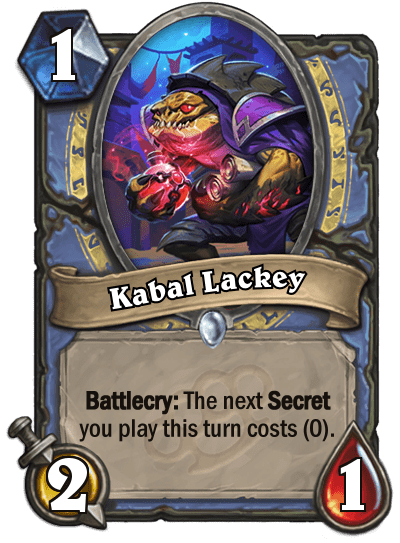 1
Kabal Lackey
Battlecry: The next Secret
you play this turn costs (0).
2
1